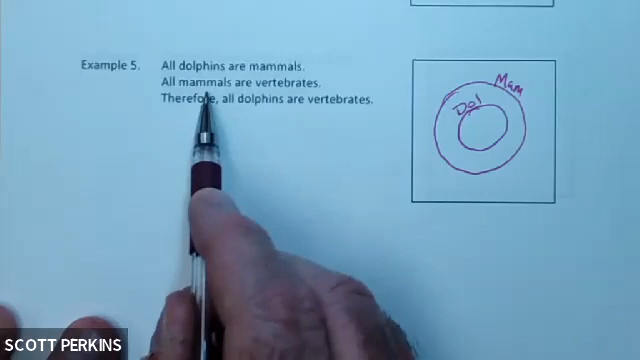 Example 5. All dolphins are mammals.
All mammals are vertebrates.
Therefore, all dolphins are vertebrates.
Mam
Dol
SCOTT PERKINS